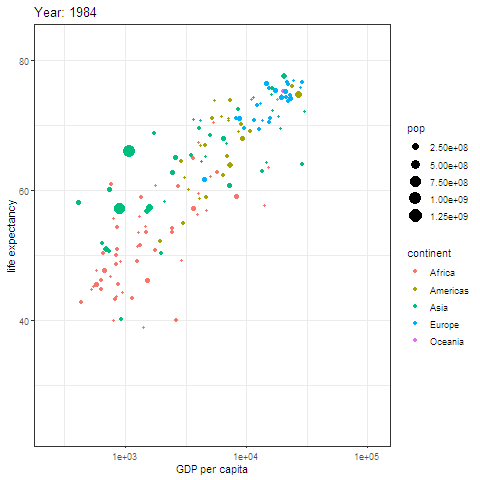 Year: 1984
life expectancy
80
60
40
1e+03
1e+04
1e+05
GDP per capita
pop
2.50e+08
5.00e+08
7.50e+08
1.00e+09
1.25e+09
continent
Africa
Americas
Asia
Europe
Oceania